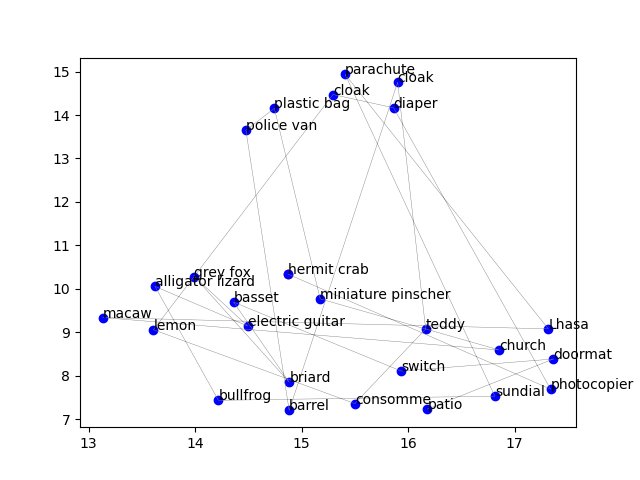 15
14
13
12
11
10
9
8
7
13
14
15
16
17
parachute
cloak
cloak
plastic bag
diaper
police van
grey fox
hermit crab
alligator lizard
basset
miniature pinscher
macaw
lemon
electric guitar
teddy
Lhasa
church
doormat
switch
briard
photocopier
bullfrog
barrel
consomme
patio
sundial